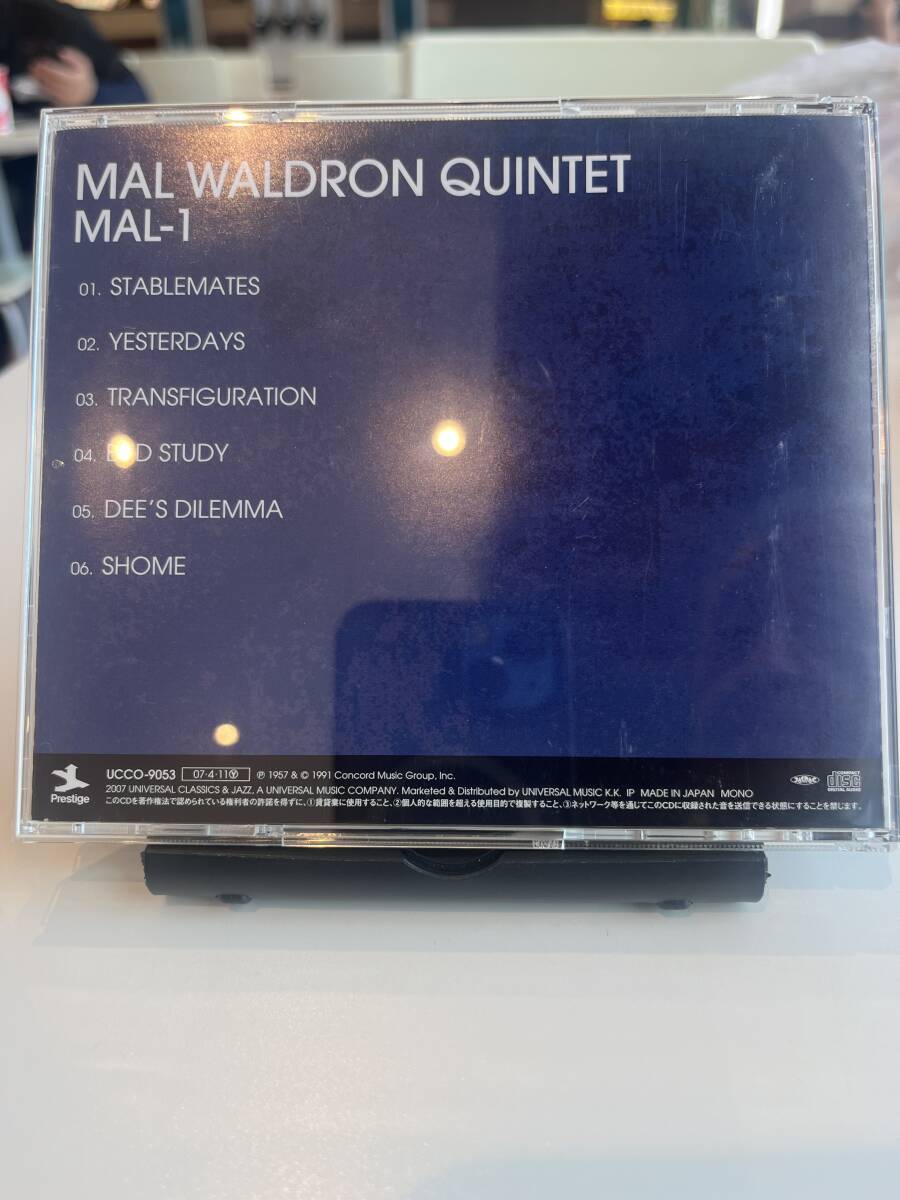 MAL WALDRON QUINTET
MAL-1
01. STABLEMATES
02. YESTERDAYS
03. TRANSFIGURATION
04. STUDY
05. DEE'S DILEMMA
06. SHOME
Prestige
UCCO-9053 07·4·11Ⓨ ℗ 1957 & © 1991 Concord Music Group, Inc.
2007 UNIVERSAL CLASSICS & JAZZ, A UNIVERSAL MUSIC COMPANY. Marketed & Distributed by UNIVERSAL MUSIC K.K. IP MADE IN JAPAN MONO
このCDを著作権法で認められている権利者の許諾を得ずに、①賃貸業に使用すること、②個人的な範囲を超える使用目的で複製すること、③ネットワーク等を通じてこのCDに収録された音を送信できる状態にすることを禁じます。
COMPACT
disc
DIGITAL AUDIO